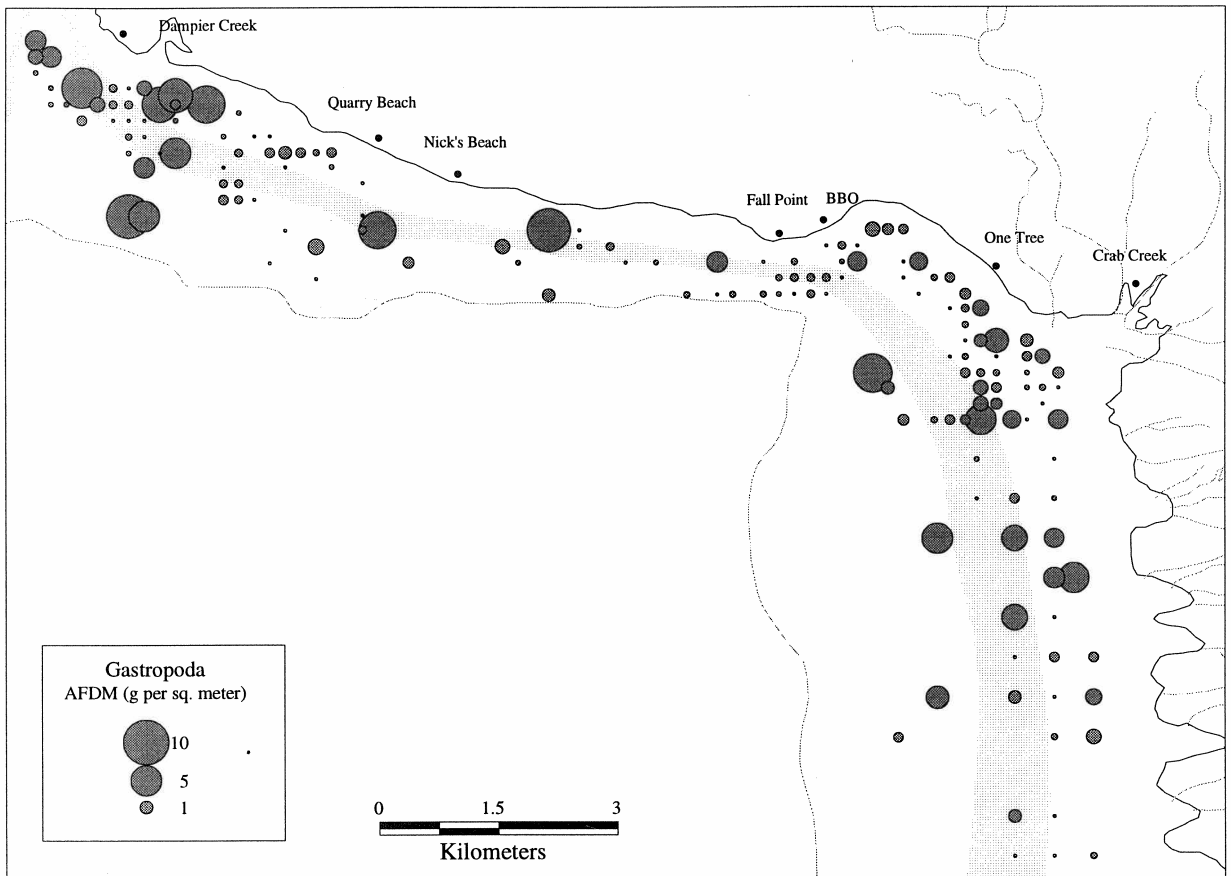 Dampier Creek
Quarry Beach
Nick's Beach
Fall Point
BBO
One Tree
Crab Creek
Gastropoda
AFDM (g per sq. meter)
10
5
1
0 1.5 3
Kilometers